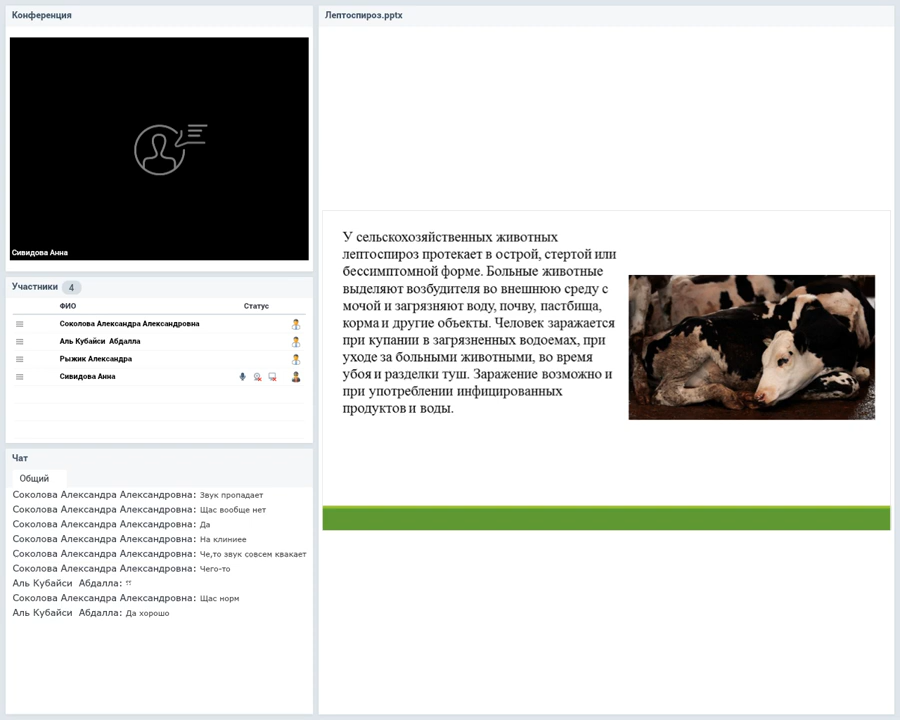 Конференция
Сивидова Анна
Участники 4
ФИО Статус
Соколова Александра Александровна
Аль Кубайси Абдалла
Рыжик Александра
Сивидова Анна
Чат
Общий
Соколова Александра Александровна: Звук пропадает
Соколова Александра Александровна: Щас вообще нет
Соколова Александра Александровна: Да
Соколова Александра Александровна: На клиниее
Соколова Александра Александровна: Че,то звук совсем квакает
Соколова Александра Александровна: Чего-то
Аль Кубайси Абдалла:
Соколова Александра Александровна: Щас норм
Аль Кубайси Абдалла: Да хорошо
Лептоспироз.pptx
У сельскохозяйственных животных
лептоспироз протекает в острой, стертой или
бессимптомной форме. Больные животные
выделяют возбудителя во внешнюю среду с
мочой и загрязняют воду, почву, пастбища,
корма и другие объекты. Человек заражается
при купании в загрязненных водоемах, при
уходе за больными животными, во время
убоя и разделки туш. Заражение возможно и
при употреблении инфицированных
продуктов и воды.